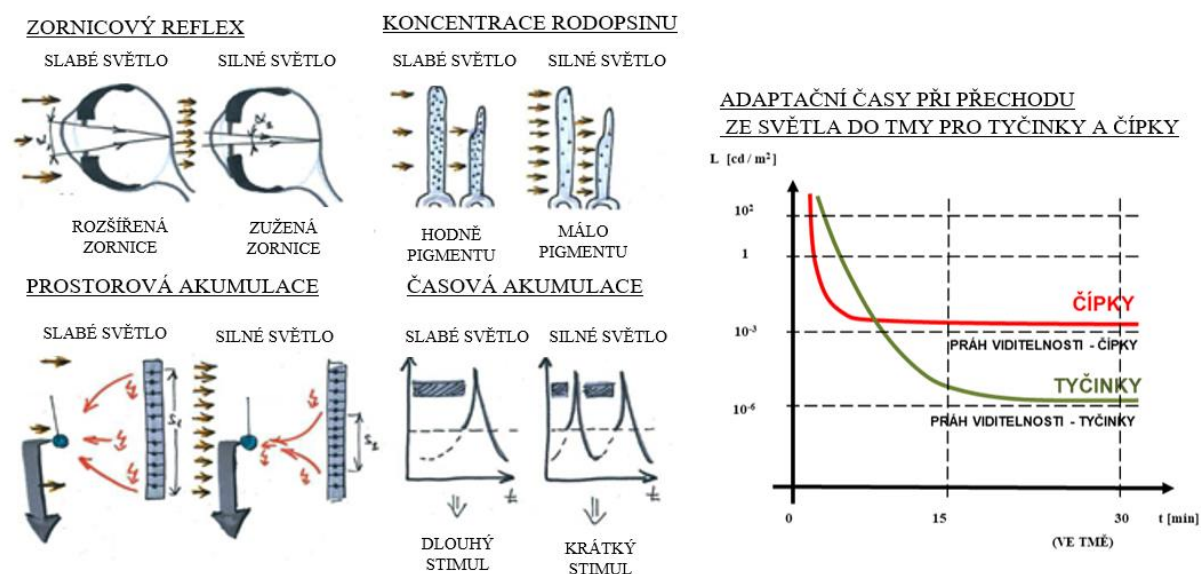 ZORNICOVÝ REFLEX
SLABÉ SVĚTLO
SILNÉ SVĚTLO
ROZŠÍŘENÁ
ZORNICE
ZUŽENÁ
ZORNICE
KONCENTRACE RODOPSINU
SLABÉ SVĚTLO
SILNÉ SVĚTLO
HODNĚ
PIGMENTU
MÁLO
PIGMENTU
PROSTOROVÁ AKUMULACE
SLABÉ SVĚTLO
SILNÉ SVĚTLO
S1
S2
ČASOVÁ AKUMULACE
SLABÉ SVĚTLO
SILNÉ SVĚTLO
t
t
DLOUHÝ
STIMUL
KRÁTKÝ
STIMUL
ADAPTAČNÍ ČASY PŘI PŘECHODU
ZE SVĚTLA DO TMY PRO TYČINKY A ČÍPKY
L [cd / m²]
10²
1
10⁻³
10⁻⁶
ČÍPKY
PRÁH VIDITELNOSTI - ČÍPKY
TYČINKY
PRÁH VIDITELNOSTI - TYČINKY
0
15
30
t [min]
(VE TMĚ)